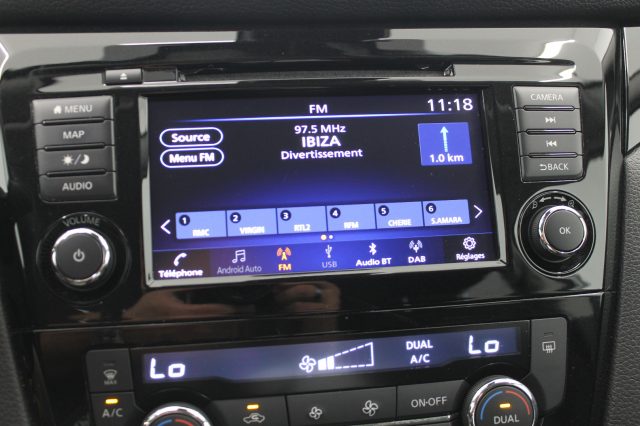 MENU
MAP
AUDIO
VOLUME
FM 11:18
97.5 MHz
IBIZA
Divertissement
Source
Menu FM
1.0 km
1 RMC
2 VIRGIN
3 RTL2
4 RFM
5 CHERIE
6 S.AMARA
Téléphone
Android Auto
FM
USB
Audio BT
DAB
Réglages
CAMERA
BACK
OK
Lo
DUAL
A/C
Lo
MAX
A/C
ON·OFF
DUAL